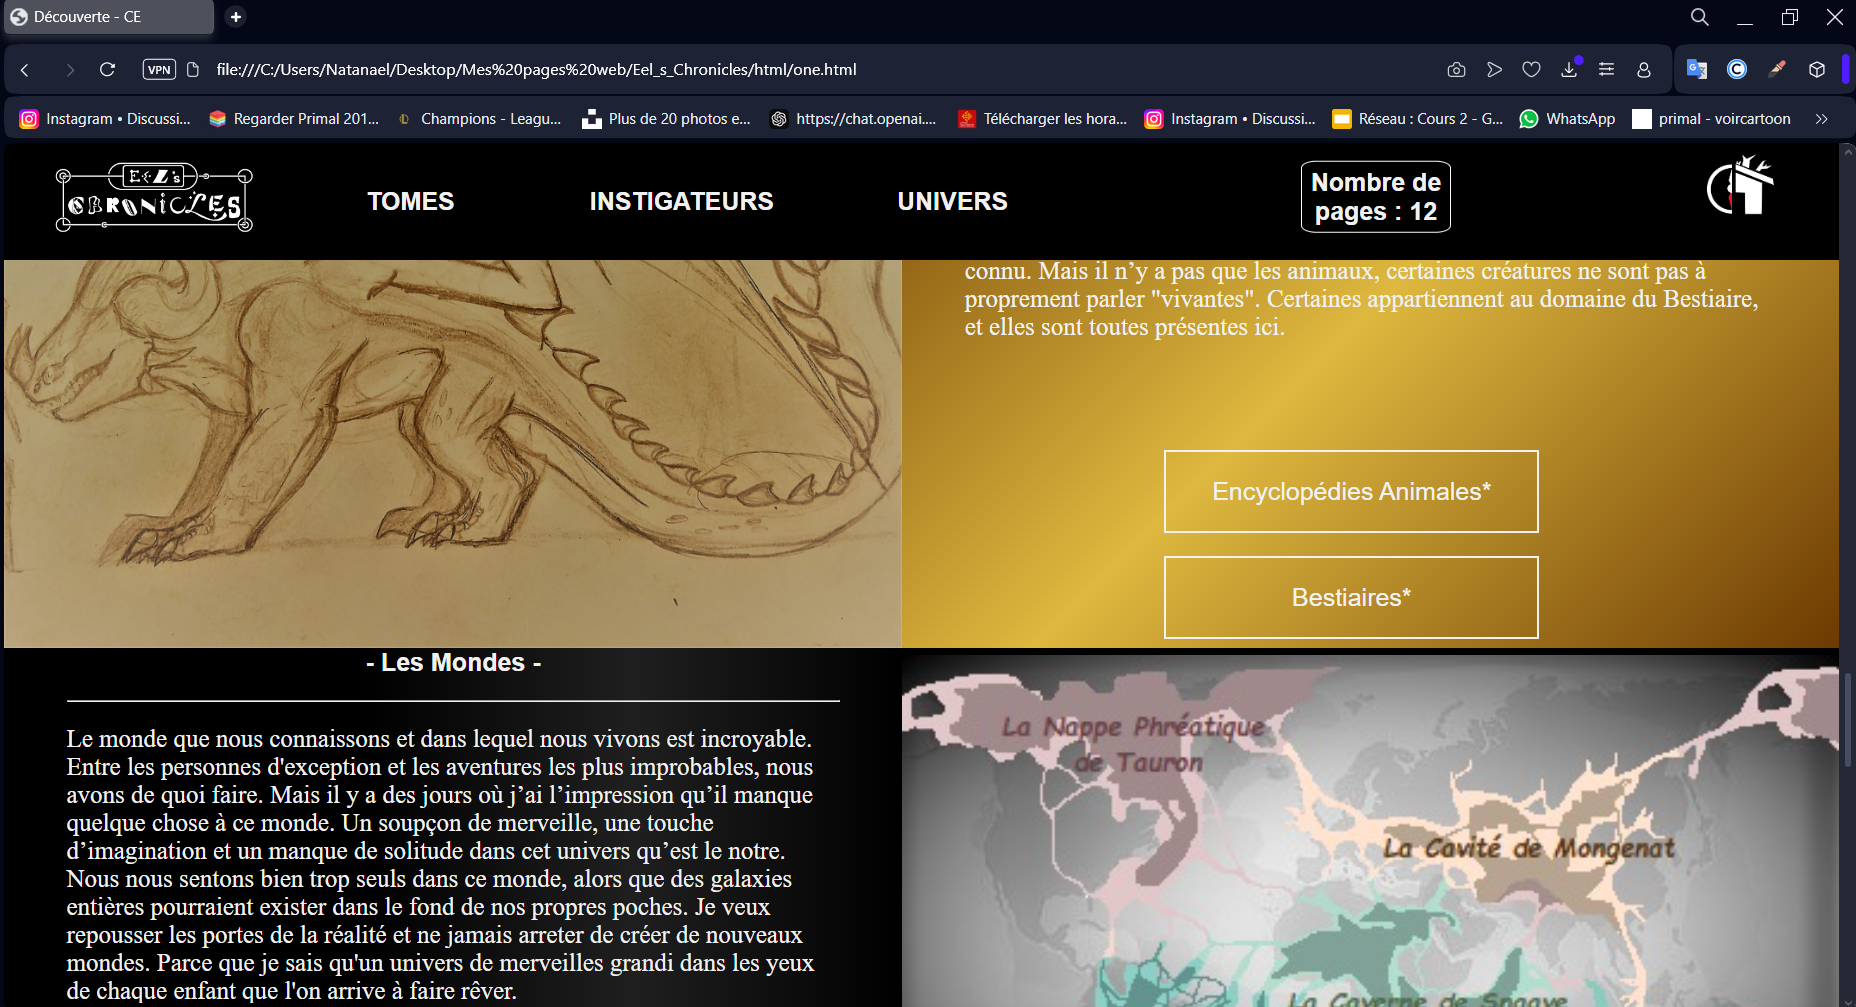 Découverte - CE
VPN
file:///C:/Users/Natanael/Desktop/Mes%20pages%20web/Eel_s_Chronicles/html/one.html
Instagram • Discussi...
Regarder Primal 201...
Champions - Leagu...
Plus de 20 photos e...
https://chat.openai....
Télécharger les hora...
Instagram • Discussi...
Réseau : Cours 2 - G...
WhatsApp
primal - voircartoon
EEL's
CHRONICLES
TOMES
INSTIGATEURS
UNIVERS
Nombre de
pages : 12
connu. Mais il n’y a pas que les animaux, certaines créatures ne sont pas à
proprement parler "vivantes". Certaines appartiennent au domaine du Bestiaire,
et elles sont toutes présentes ici.
Encyclopédies Animales*
Bestiaires*
- Les Mondes -
Le monde que nous connaissons et dans lequel nous vivons est incroyable.
Entre les personnes d'exception et les aventures les plus improbables, nous
avons de quoi faire. Mais il y a des jours où j’ai l’impression qu’il manque
quelque chose à ce monde. Un soupçon de merveille, une touche
d’imagination et un manque de solitude dans cet univers qu’est le notre.
Nous nous sentons bien trop seuls dans ce monde, alors que des galaxies
entières pourraient exister dans le fond de nos propres poches. Je veux
repousser les portes de la réalité et ne jamais arreter de créer de nouveaux
mondes. Parce que je sais qu'un univers de merveilles grandi dans les yeux
de chaque enfant que l'on arrive à faire rêver.
La Nappe Phréatique
de Tauron
La Cavité de Mongenat
La Caverne de